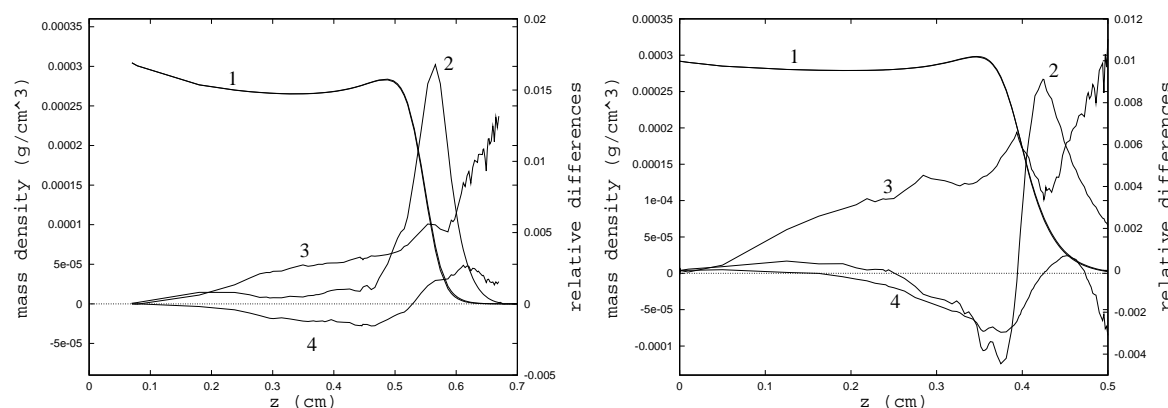 0.00035
0.0003
0.00025
0.0002
0.00015
0.0001
5e-05
0
-5e-05
mass density (g/cm^3)
0.02
0.015
0.01
0.005
0
-0.005
relative differences
0 0.1 0.2 0.3 0.4 0.5 0.6 0.7
z (cm)
1
2
3
4
0.00035
0.0003
0.00025
0.0002
0.00015
1e-04
5e-05
0
-5e-05
-0.0001
mass density (g/cm^3)
0.012
0.01
0.008
0.006
0.004
0.002
0
-0.002
-0.004
relative differences
0 0.1 0.2 0.3 0.4 0.5
z (cm)
1
2
3
4